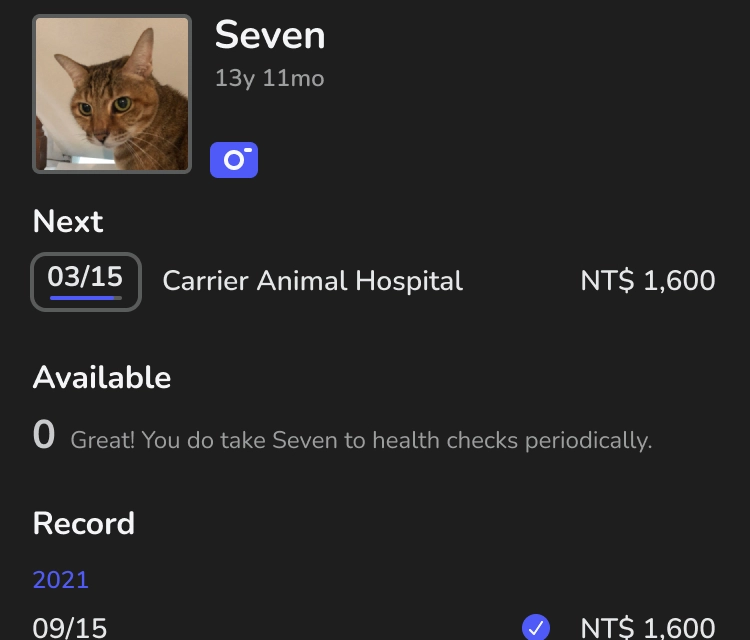 Seven
13y 11mo
Next
03/15 Carrier Animal Hospital NT$ 1,600
Available
0 Great! You do take Seven to health checks periodically.
Record
2021
09/15 NT$ 1,600